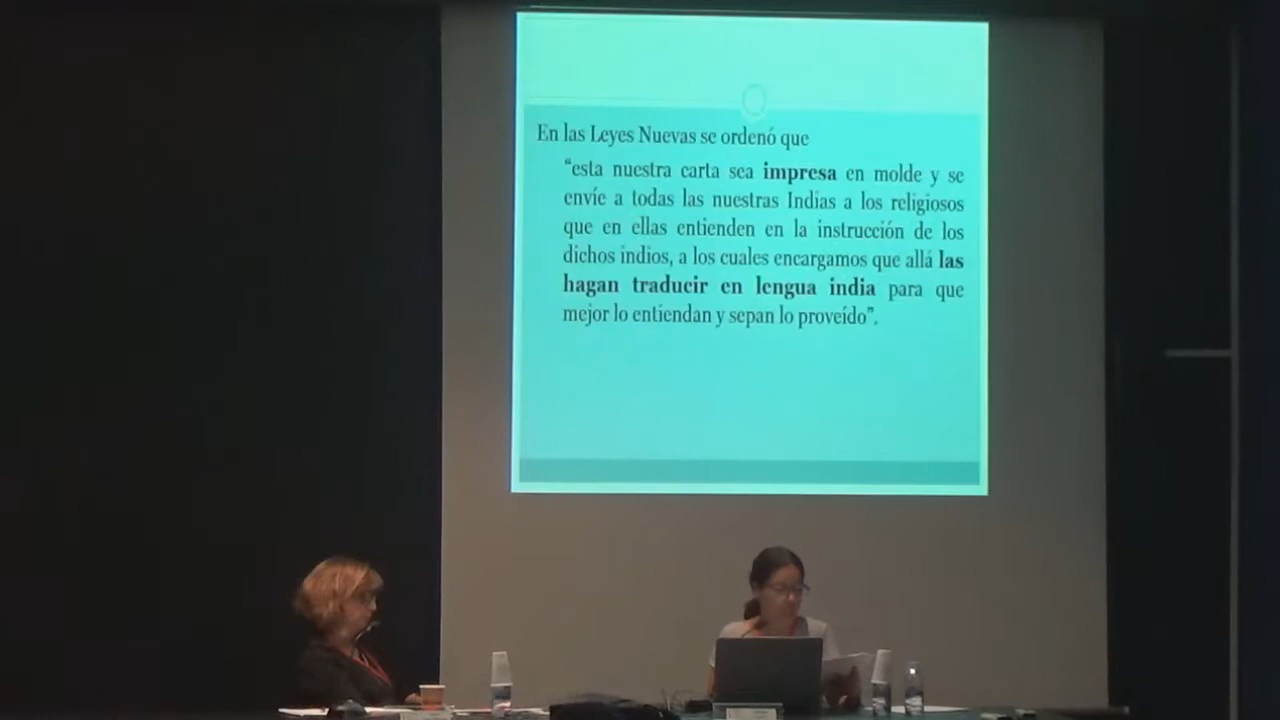 En las Leyes Nuevas se ordenó que
“esta nuestra carta sea impresa en molde y se
envíe a todas las nuestras Indias a los religiosos
que en ellas entienden en la instrucción de los
dichos indios, a los cuales encargamos que allá las
hagan traducir en lengua india para que
mejor lo entiendan y sepan lo proveído”.